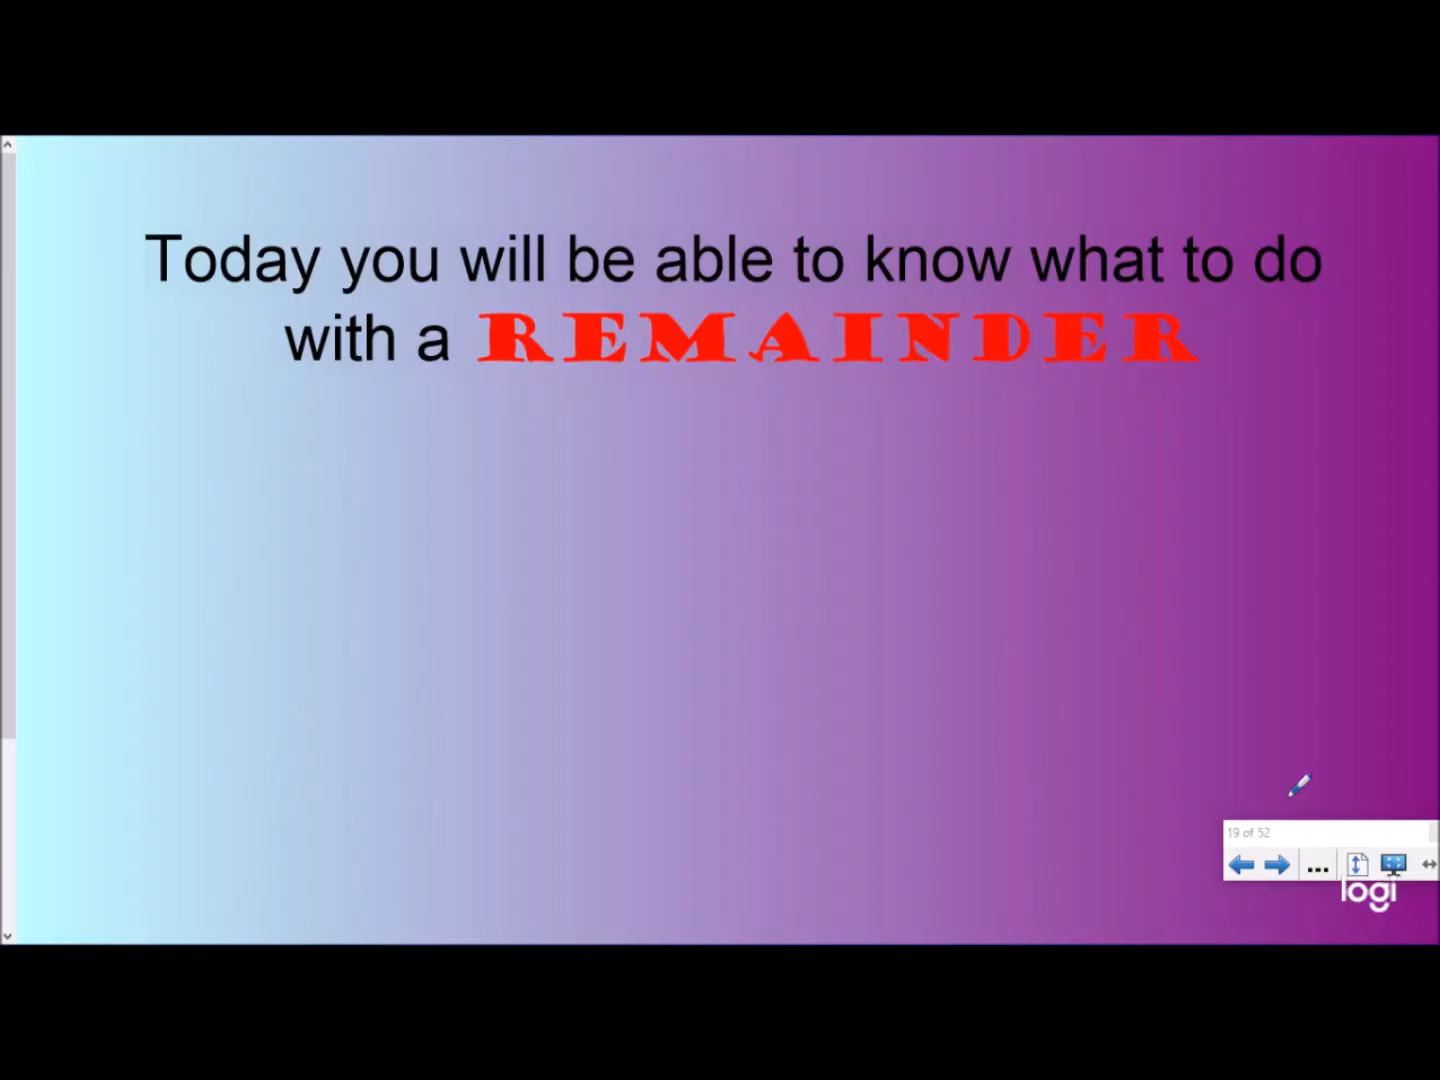 Today you will be able to know what to do
with a REMAINDER
19 of 52
...
logi